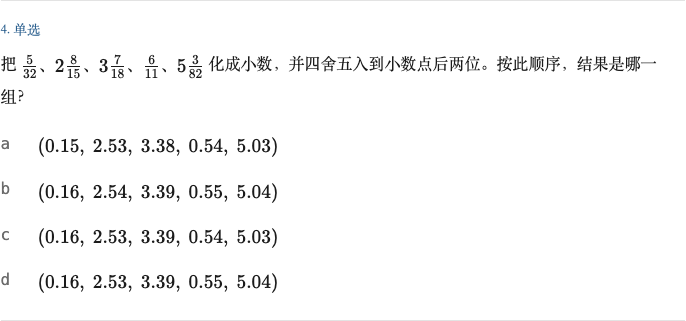 4. 单选
把 5/32、2 8/15、3 7/18、6/11、5 3/82 化成小数，并四舍五入到小数点后两位。按此顺序，结果是哪一
组？
a (0.15, 2.53, 3.38, 0.54, 5.03)
b (0.16, 2.54, 3.39, 0.55, 5.04)
c (0.16, 2.53, 3.39, 0.54, 5.03)
d (0.16, 2.53, 3.39, 0.55, 5.04)